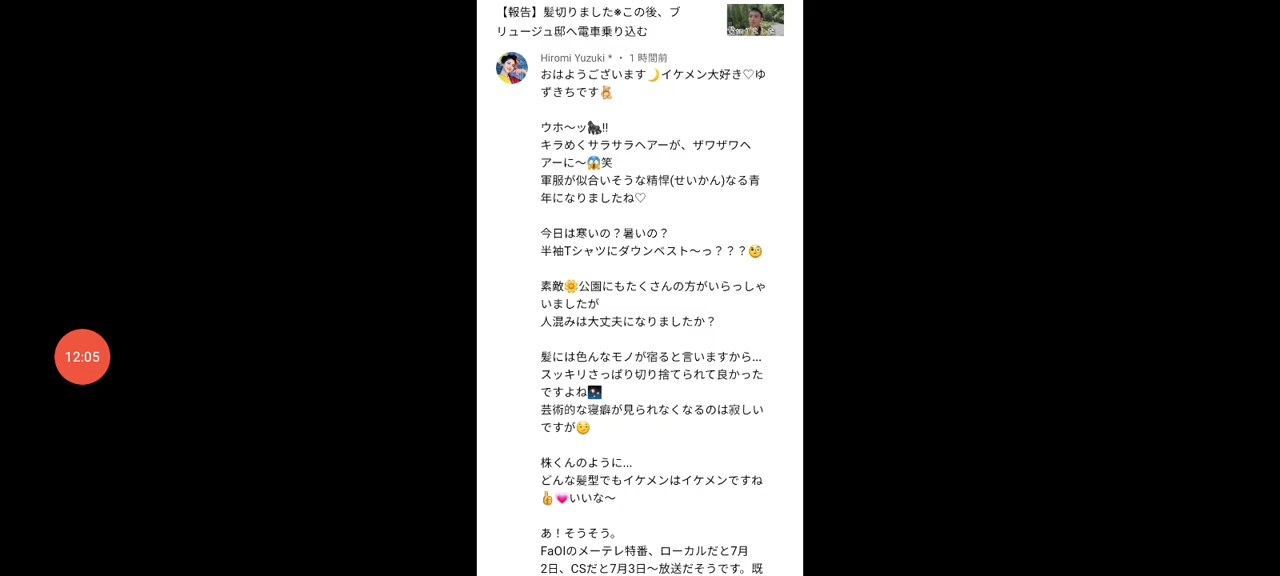 【報告】髪切りました※この後、ブ
リュージュ邸へ電車乗り込む
Hiromi Yuzuki * ・ 1 時間前
おはようございます🌙イケメン大好き♡ゆ
ずきちです🧸
ウホ〜ッ🦍‼
キラめくサラサラヘアーが、ザワザワヘ
アーに〜😱笑
軍服が似合いそうな精悍(せいかん)なる青
年になりましたね♡
今日は寒いの？暑いの？
半袖Tシャツにダウンベスト〜っ？？？🧐
素敵🌼公園にもたくさんの方がいらっしゃ
いましたが
人混みは大丈夫になりましたか？
髪には色んなモノが宿ると言いますから...
スッキリさっぱり切り捨てられて良かった
ですよね🌌
芸術的な寝癖が見られなくなるのは寂しい
ですが😏
12:05
株くんのように...
どんな髪型でもイケメンはイケメンですね
👍💗いいな〜
あ！そうそう。
FaOIのメーテレ特番、ローカルだと7月
2日、CSだと7月3日〜放送だそうです。既